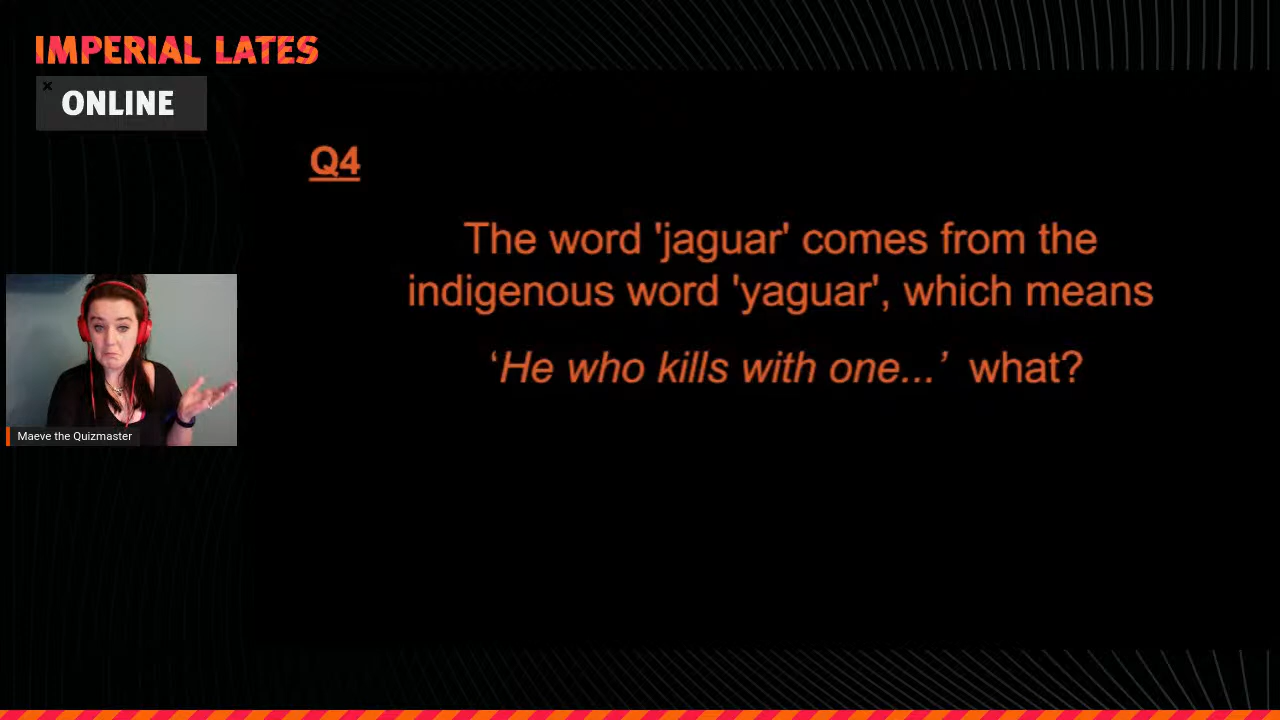 IMPERIAL LATES
ONLINE
Q4
The word 'jaguar' comes from the
indigenous word 'yaguar', which means
‘He who kills with one...’ what?
Maeve the Quizmaster